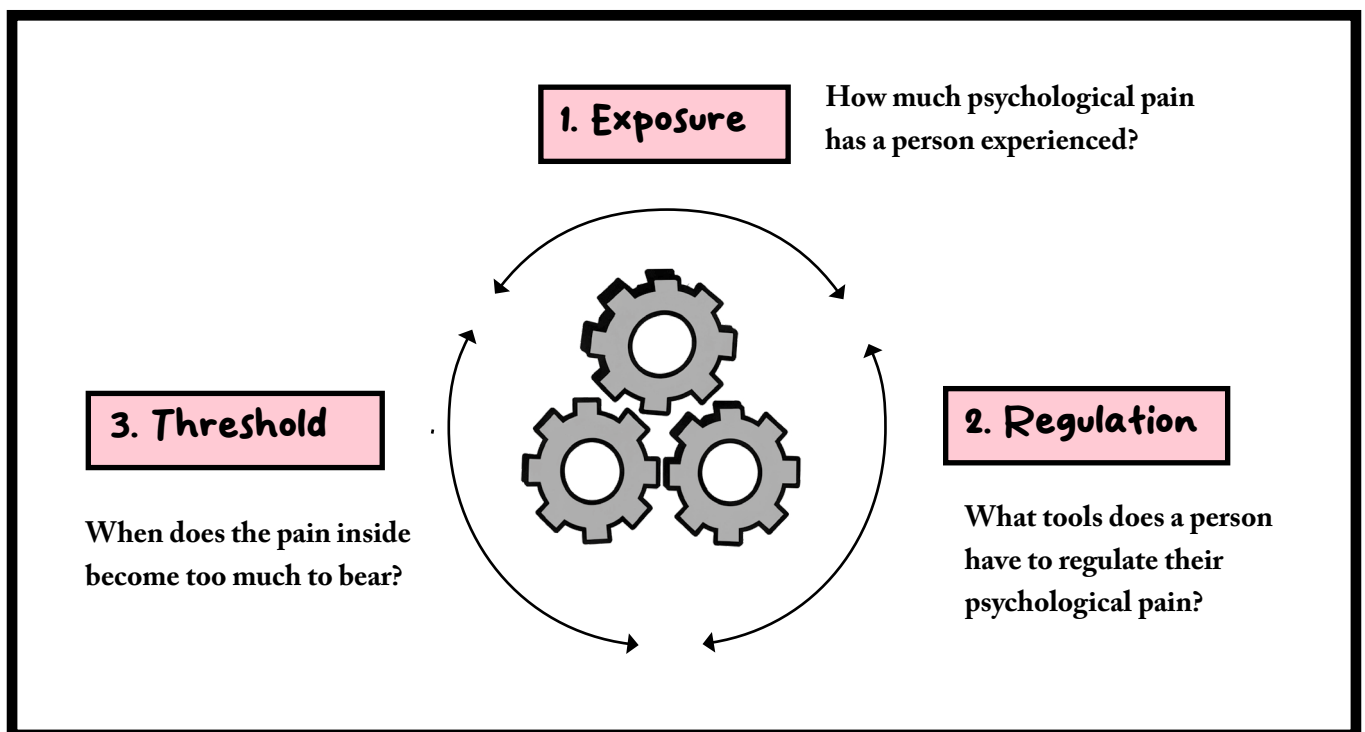 1. Exposure
How much psychological pain
has a person experienced?
3. Threshold
2. Regulation
When does the pain inside
become too much to bear?
What tools does a person
have to regulate their
psychological pain?